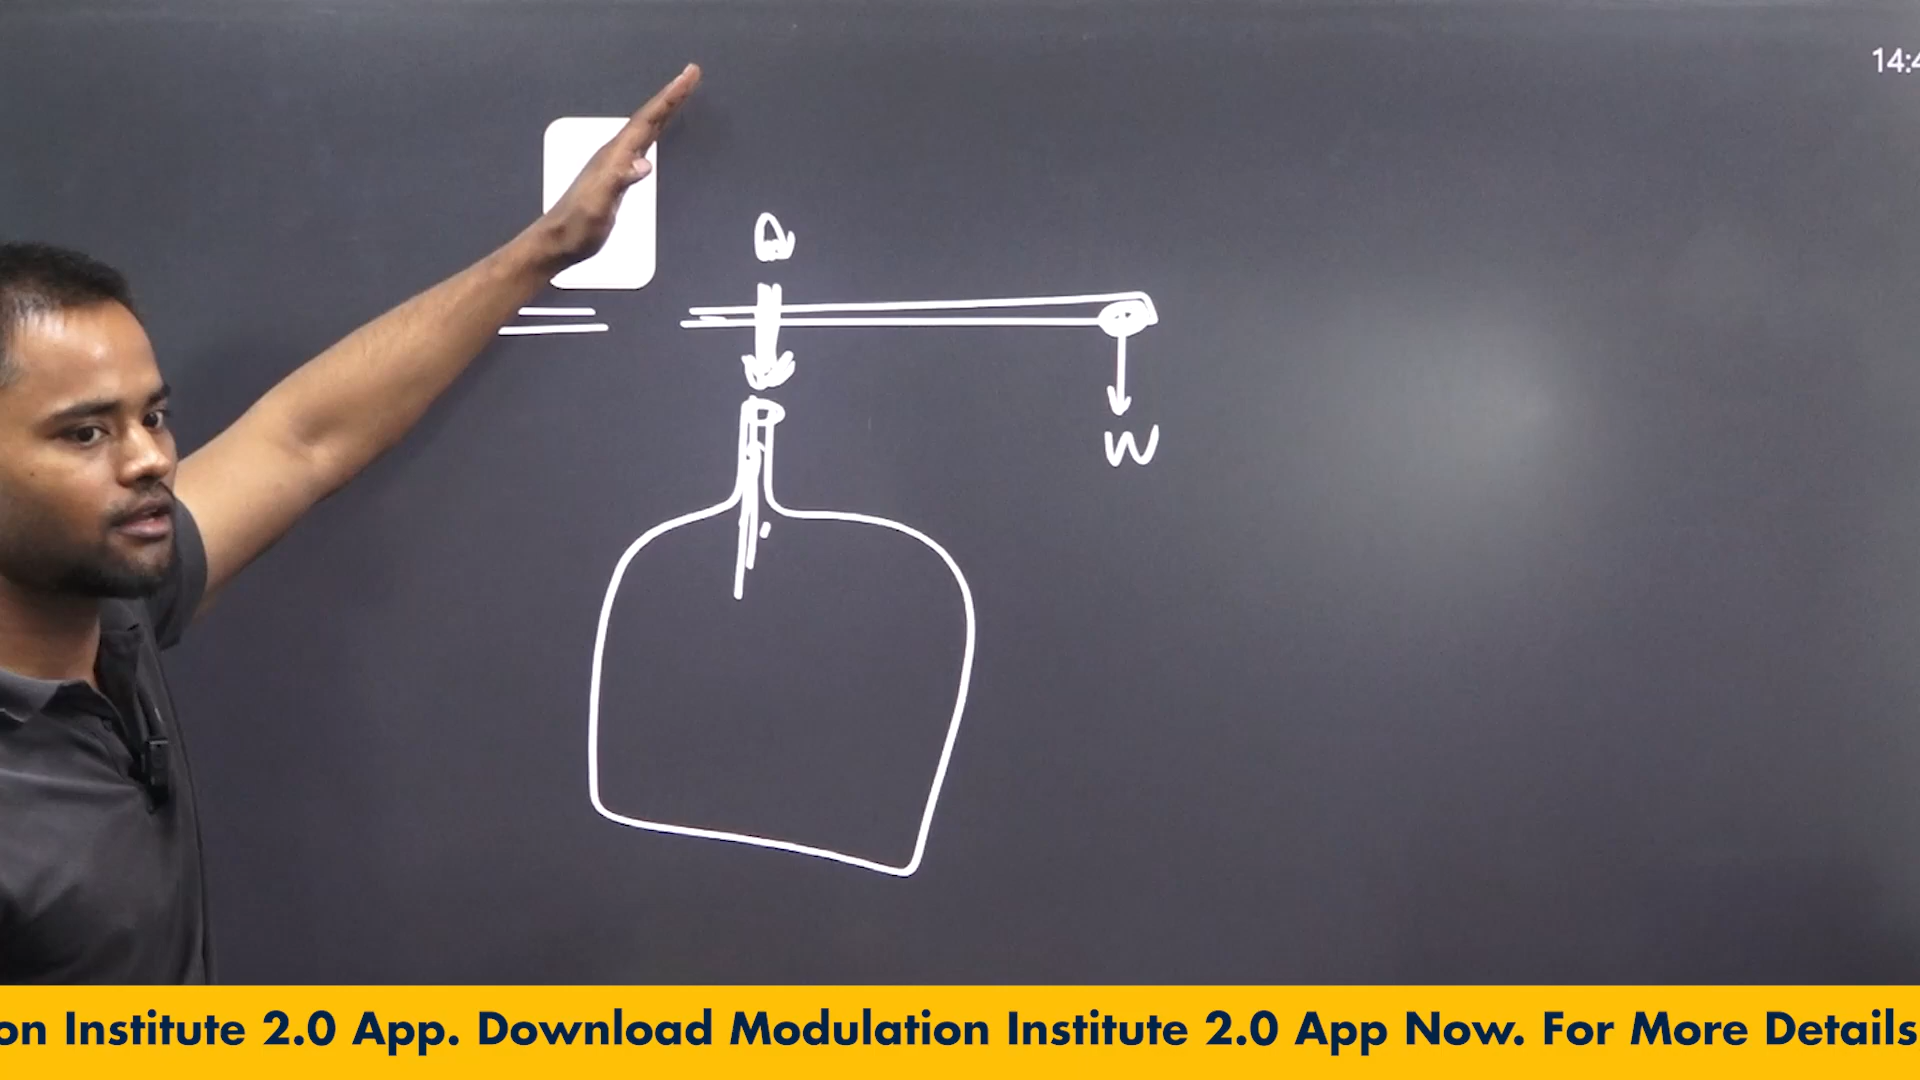 14:4
W
on Institute 2.0 App. Download Modulation Institute 2.0 App Now. For More Details